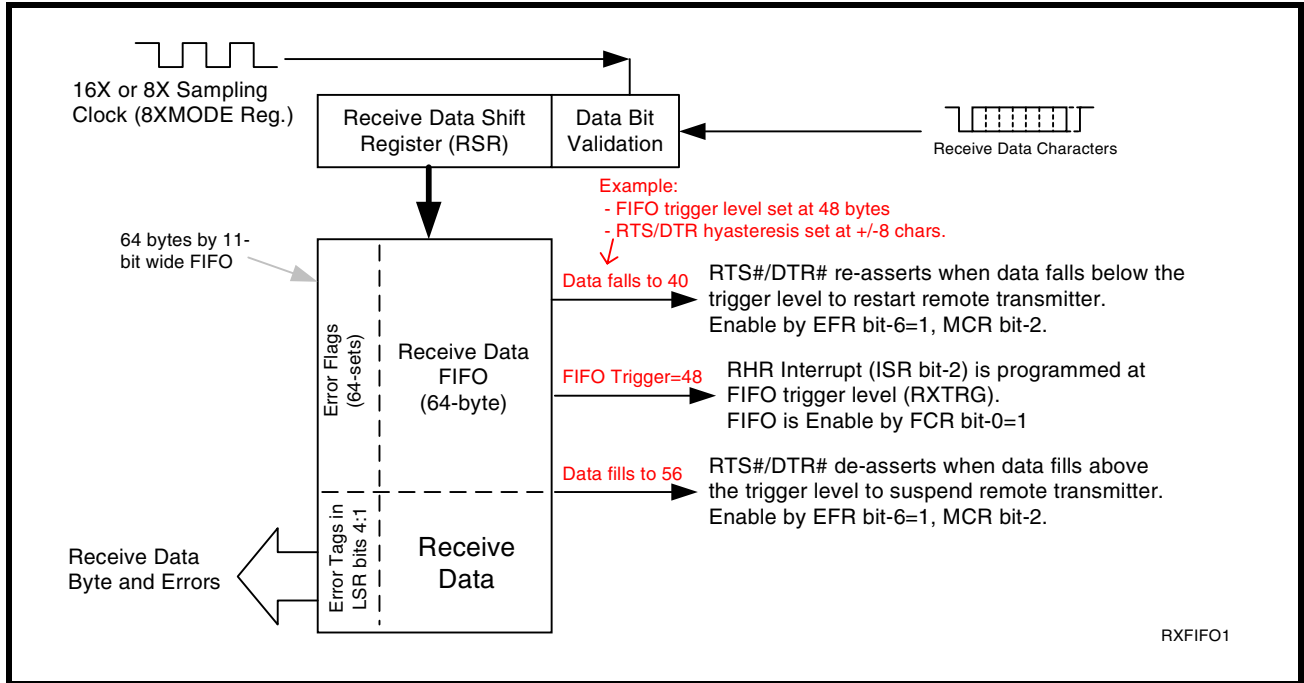 16X or 8X Sampling
Clock (8XMODE Reg.)
Receive Data Shift
Register (RSR)
Data Bit
Validation
Receive Data Characters
Example:
- FIFO trigger level set at 48 bytes
- RTS/DTR hyasteresis set at +/-8 chars.
64 bytes by 11-
bit wide FIFO
Data falls to 40
RTS#/DTR# re-asserts when data falls below the
trigger level to restart remote transmitter.
Enable by EFR bit-6=1, MCR bit-2.
Error Flags
(64-sets)
Receive Data
FIFO
(64-byte)
FIFO Trigger=48
RHR Interrupt (ISR bit-2) is programmed at
FIFO trigger level (RXTRG).
FIFO is Enable by FCR bit-0=1
Data fills to 56
RTS#/DTR# de-asserts when data fills above
the trigger level to suspend remote transmitter.
Enable by EFR bit-6=1, MCR bit-2.
Error Tags in
LSR bits 4:1
Receive
Data
Receive Data
Byte and Errors
RXFIFO1